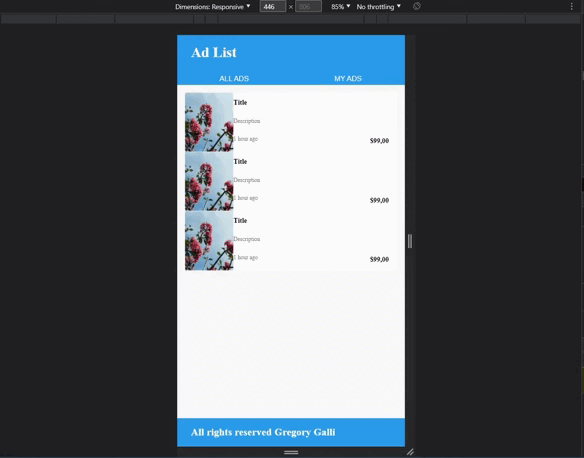 Dimensions: Responsive ▼ 446 × 806 85% ▼ No throttling ▼
Ad List
ALL ADS MY ADS
Title
Description
1 hour ago $99,00
Title
Description
1 hour ago $99,00
Title
Description
1 hour ago $99,00
All rights reserved Gregory Galli